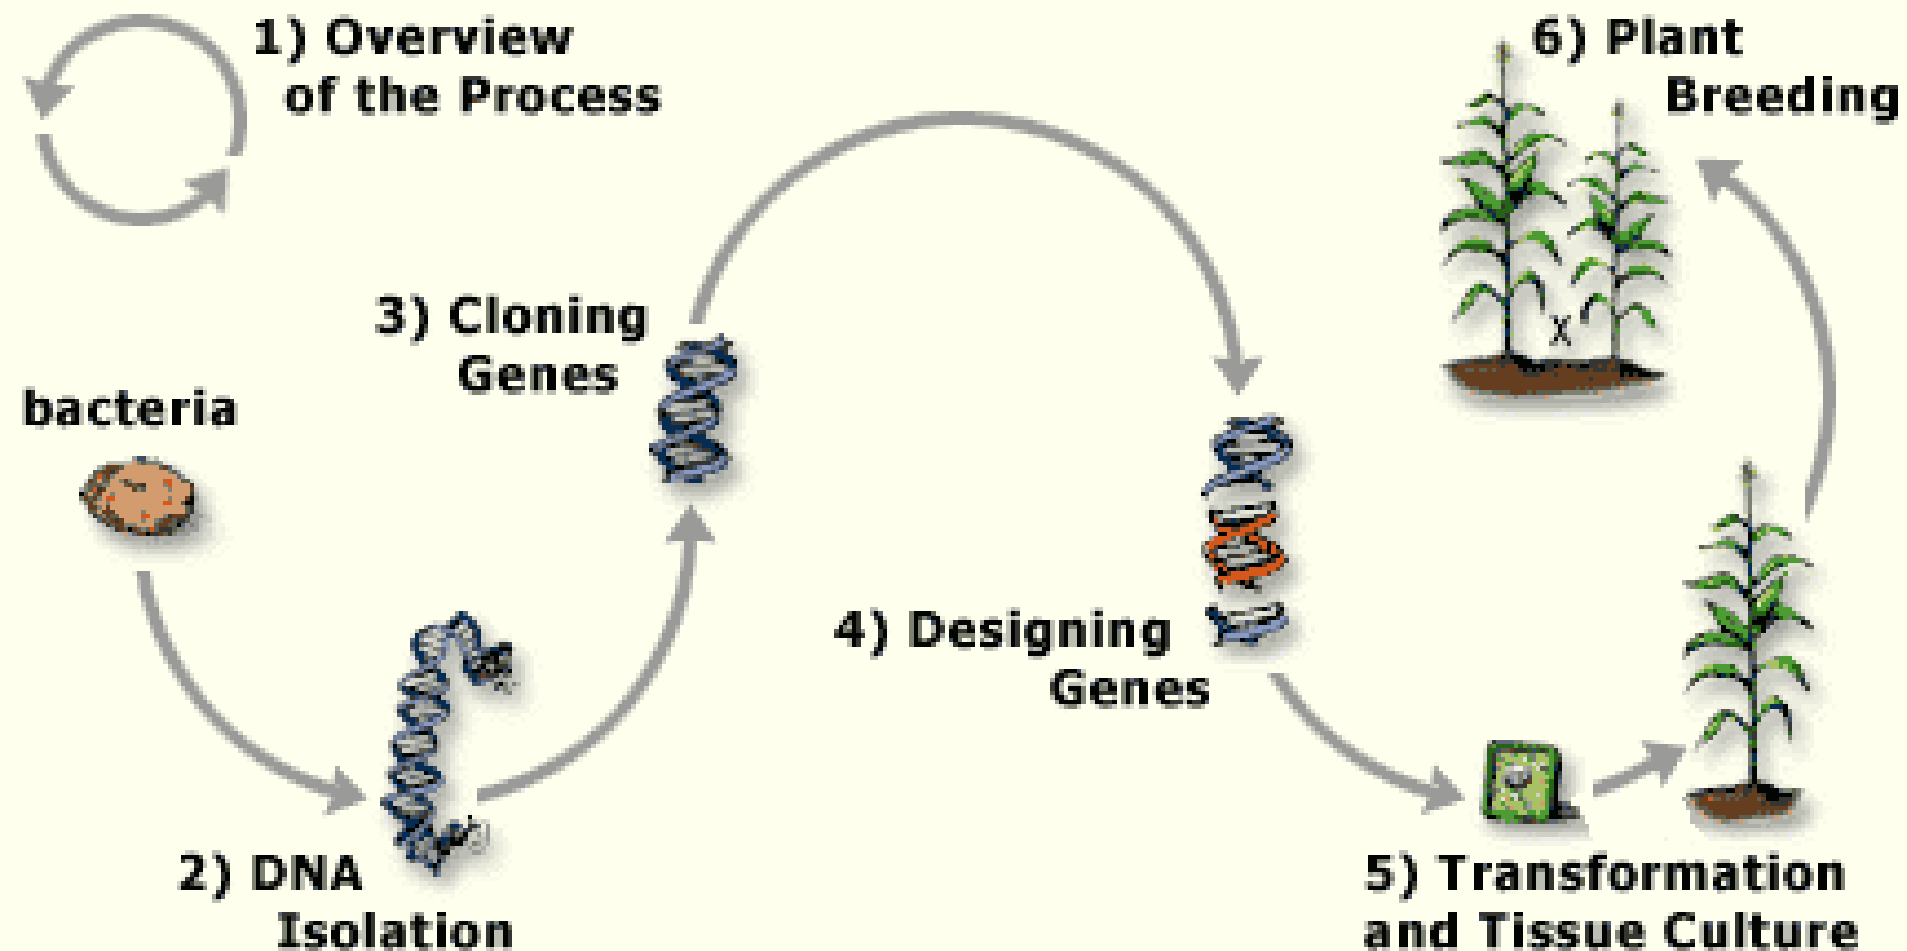 1) Overview
of the Process
bacteria
2) DNA
Isolation
3) Cloning
Genes
4) Designing
Genes
5) Transformation
and Tissue Culture
6) Plant
Breeding
X